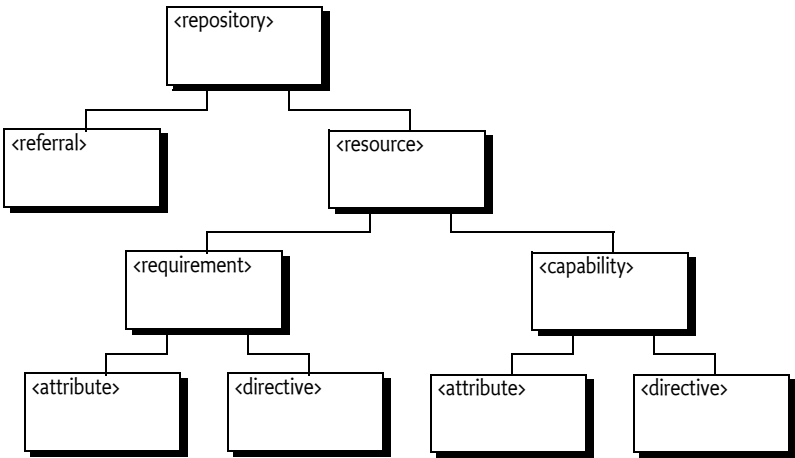 <repository>
<referral>
<resource>
<requirement>
<capability>
<attribute>
<directive>
<attribute>
<directive>